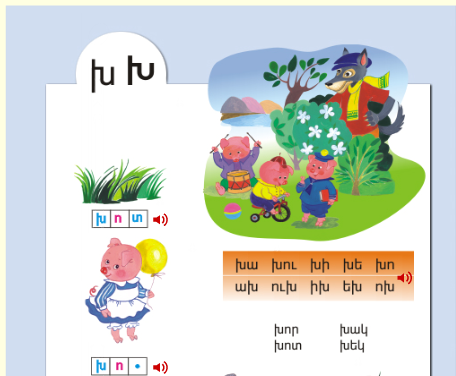 խ Խ
խ ո տ
խ ո •
խա խու խի խե խո
ախ ուխ իխ եխ ոխ
խոր խակ
խոտ խեկ